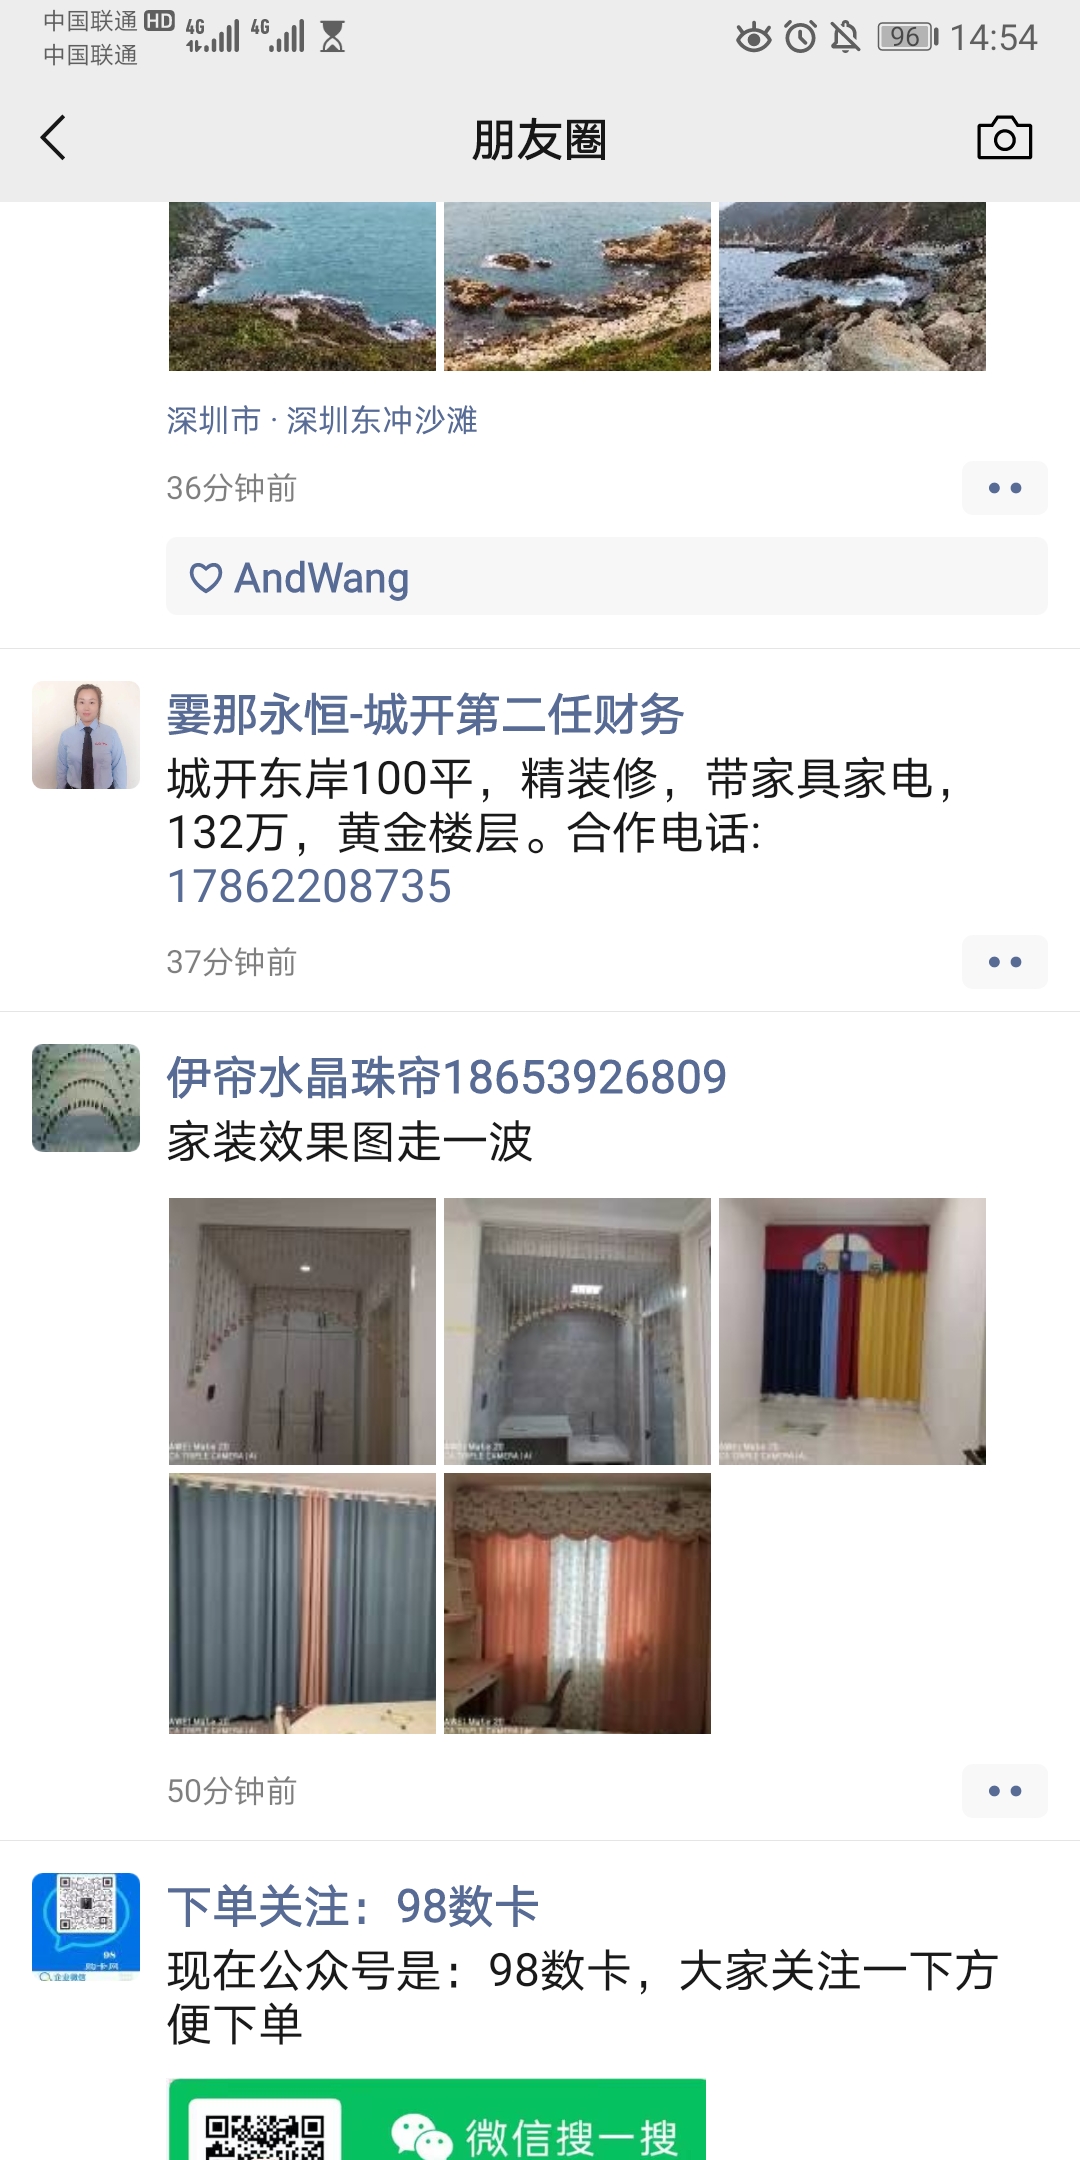 中国联通 HD 4G 4G 96 14:54
中国联通
朋友圈
深圳市 · 深圳东冲沙滩
36分钟前
AndWang
霎那永恒-城开第二任财务
城开东岸100平，精装修，带家具家电，
132万，黄金楼层。合作电话:
17862208735
37分钟前
伊帘水晶珠帘18653926809
家装效果图走一波
50分钟前
下单关注：98数卡
98
企业微信
现在公众号是：98数卡，大家关注一下方
便下单
微信搜一搜